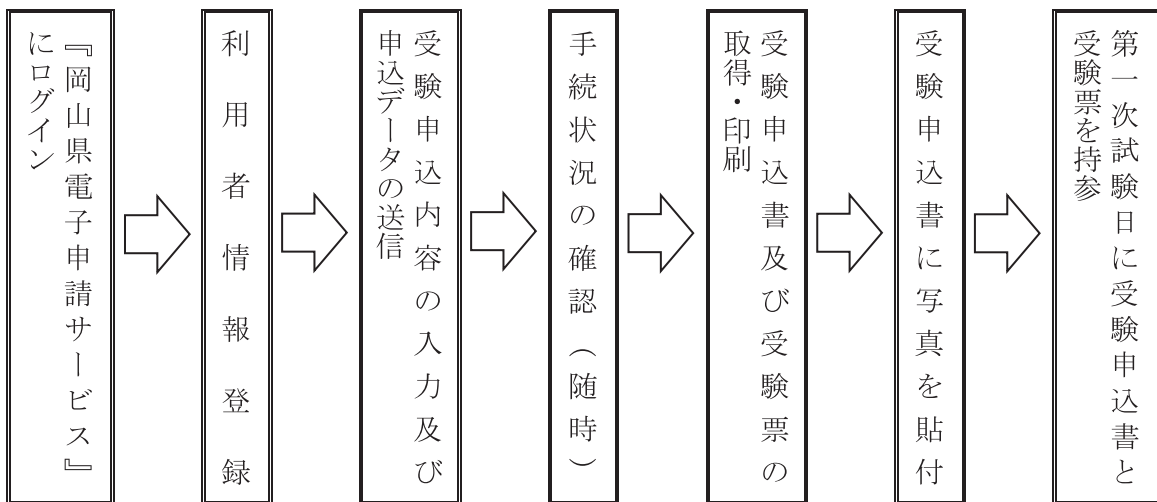 『岡山県電子申請サービス』
にログイン
利用者情報登録
受験申込内容の入力及び
申込データの送信
手続状況の確認（随時）
受験申込書及び受験票の
取得・印刷
受験申込書に写真を貼付
第一次試験日に受験申込書と
受験票を持参